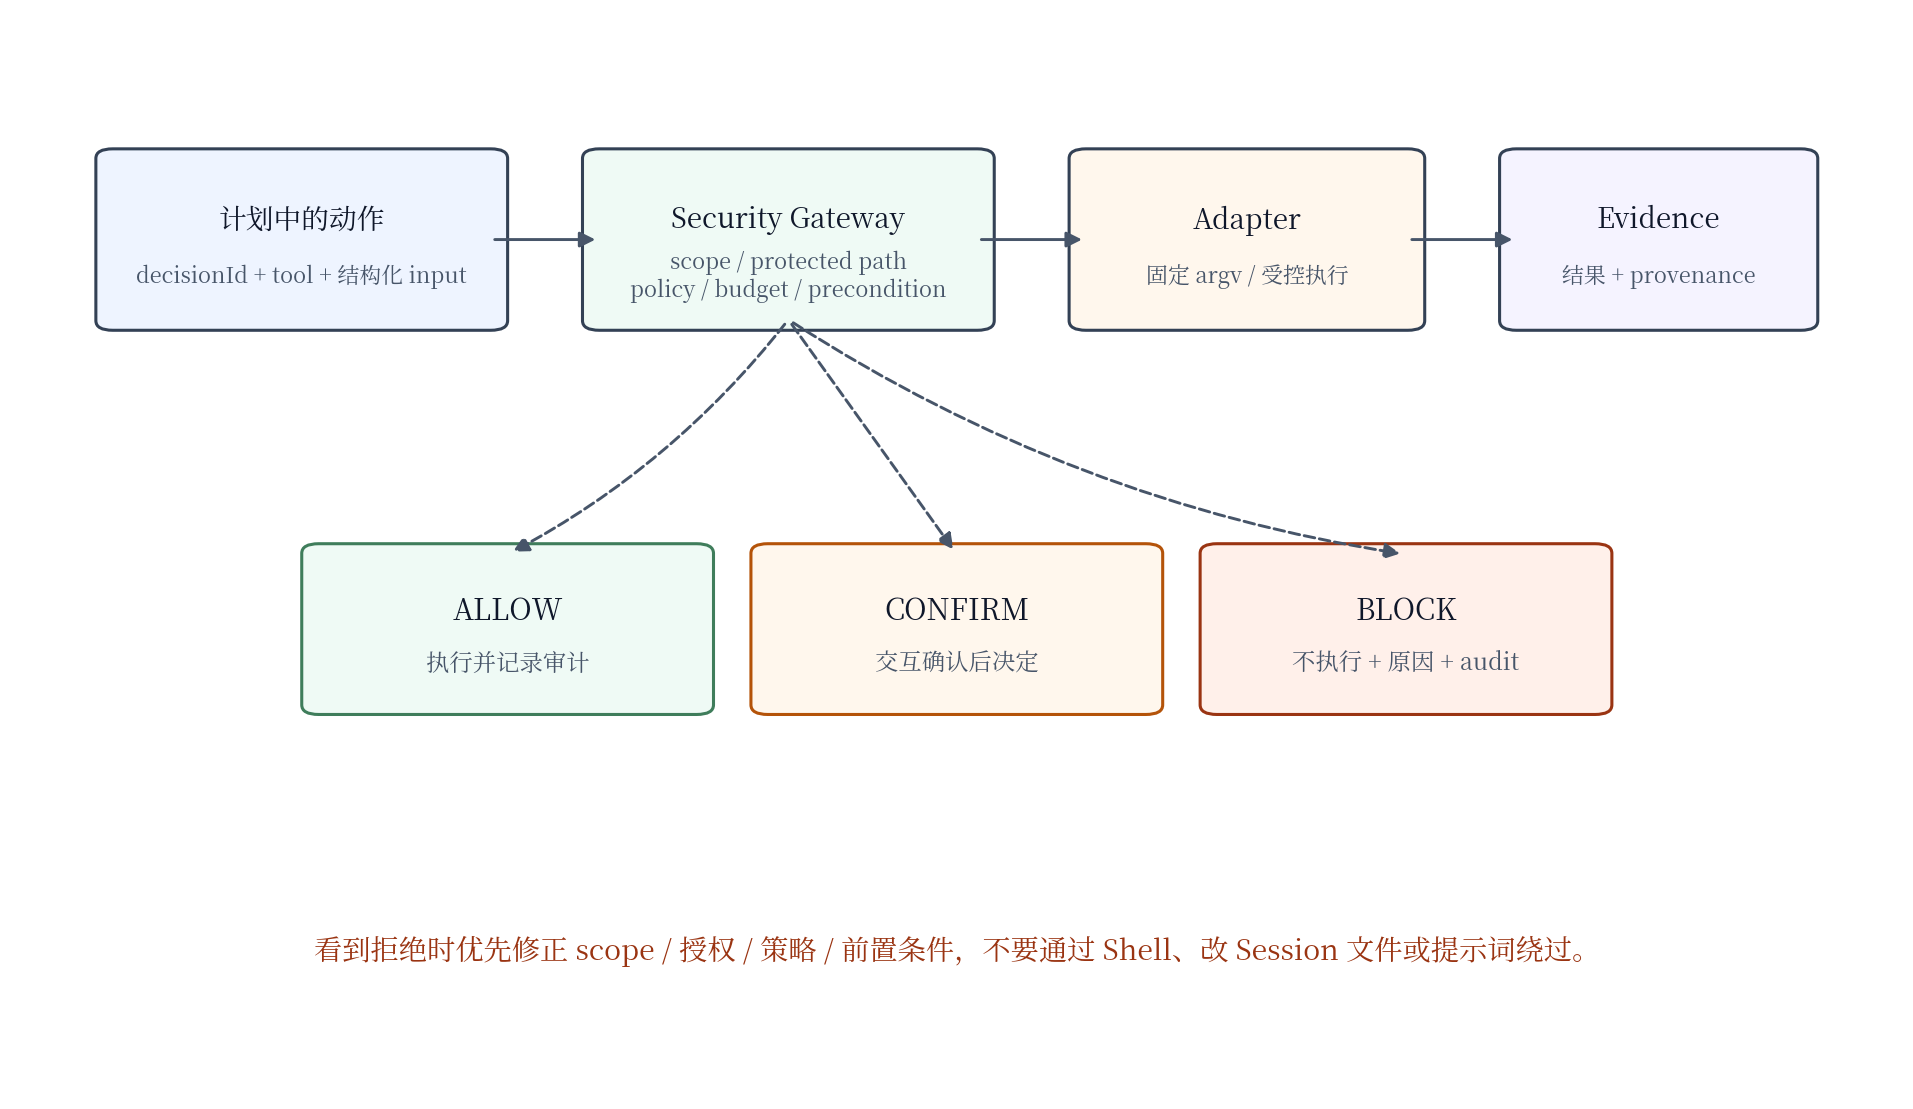 计划中的动作
decisionId + tool + 结构化 input
Security Gateway
scope / protected path
policy / budget / precondition
Adapter
固定 argv / 受控执行
Evidence
结果 + provenance
ALLOW
执行并记录审计
CONFIRM
交互确认后决定
BLOCK
不执行 + 原因 + audit
看到拒绝时优先修正 scope / 授权 / 策略 / 前置条件，不要通过 Shell、改 Session 文件或提示词绕过。